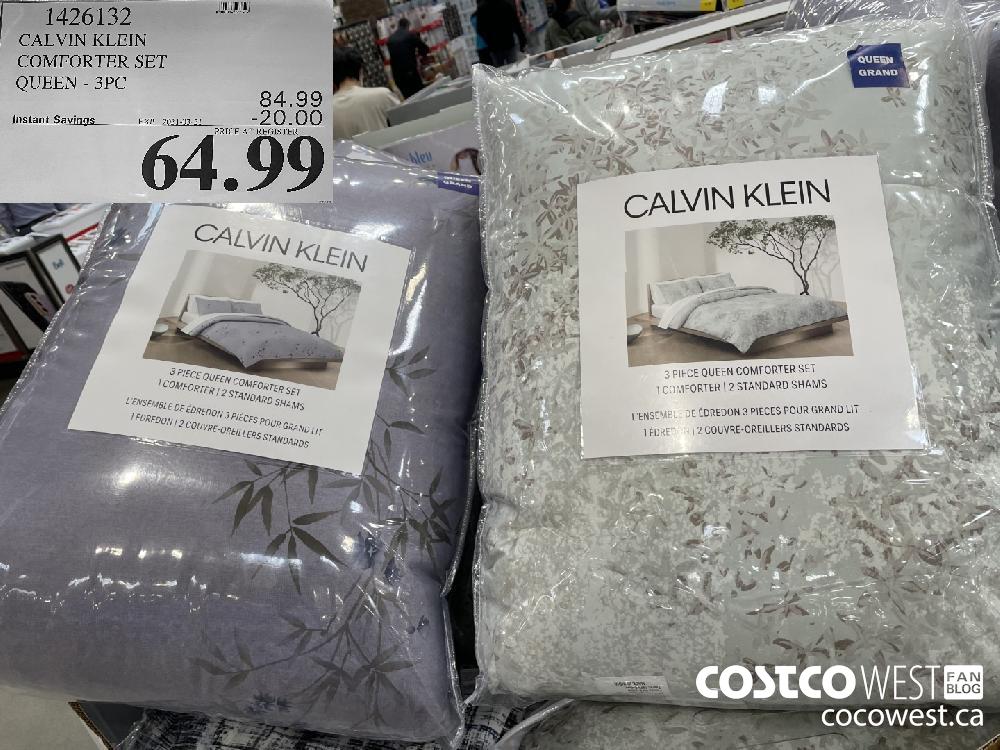 1426132
CALVIN KLEIN
COMFORTER SET
QUEEN - 3PC
84.99
Instant Savings
-20.00
PRICE AT REGISTER
64.99
QUEEN
GRAND
CALVIN KLEIN
3 PIECE QUEEN COMFORTER SET
1 COMFORTER | 2 STANDARD SHAMS
L'ENSEMBLE DE ÉDREDON 3 PIECES POUR GRAND LIT
1 ÉDREDON | 2 COUVRE-OREILLERS STANDARDS
QUEEN
GRAND
CALVIN KLEIN
3 PIECE QUEEN COMFORTER SET
1 COMFORTER | 2 STANDARD SHAMS
L'ENSEMBLE DE ÉDREDON 3 PIECES POUR GRAND LIT
1 ÉDREDON | 2 COUVRE-OREILLERS STANDARDS
COSTCO WEST FAN
BLOG
cocowest.ca